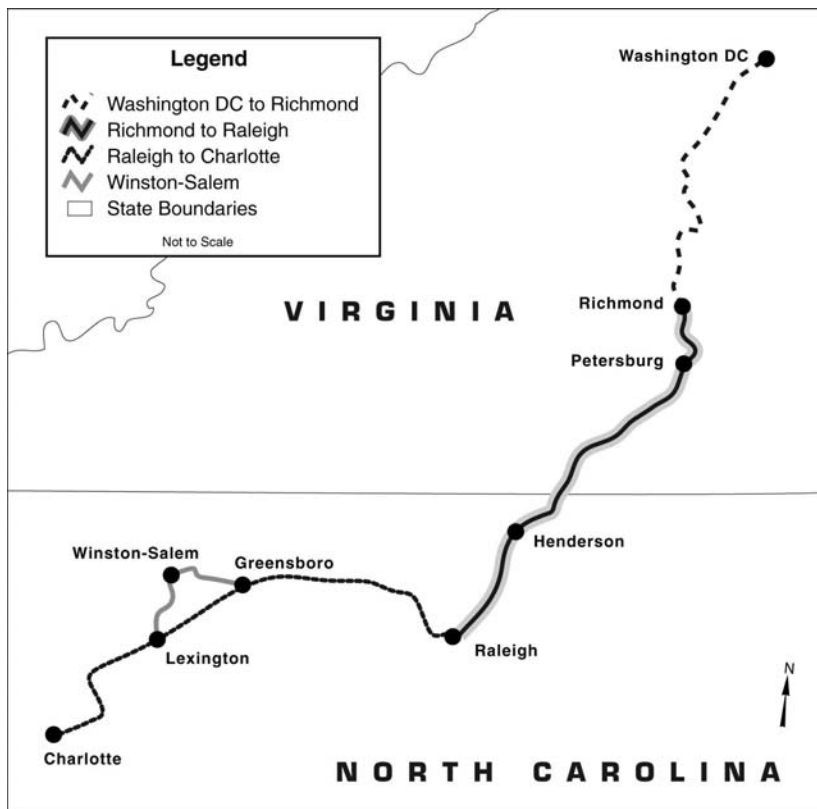 Legend
Washington DC to Richmond
Richmond to Raleigh
Raleigh to Charlotte
Winston-Salem
State Boundaries
Not to Scale
Washington DC
VIRGINIA
Richmond
Petersburg
Henderson
Winston-Salem
Greensboro
Raleigh
Lexington
N
Charlotte
NORTH CAROLINA